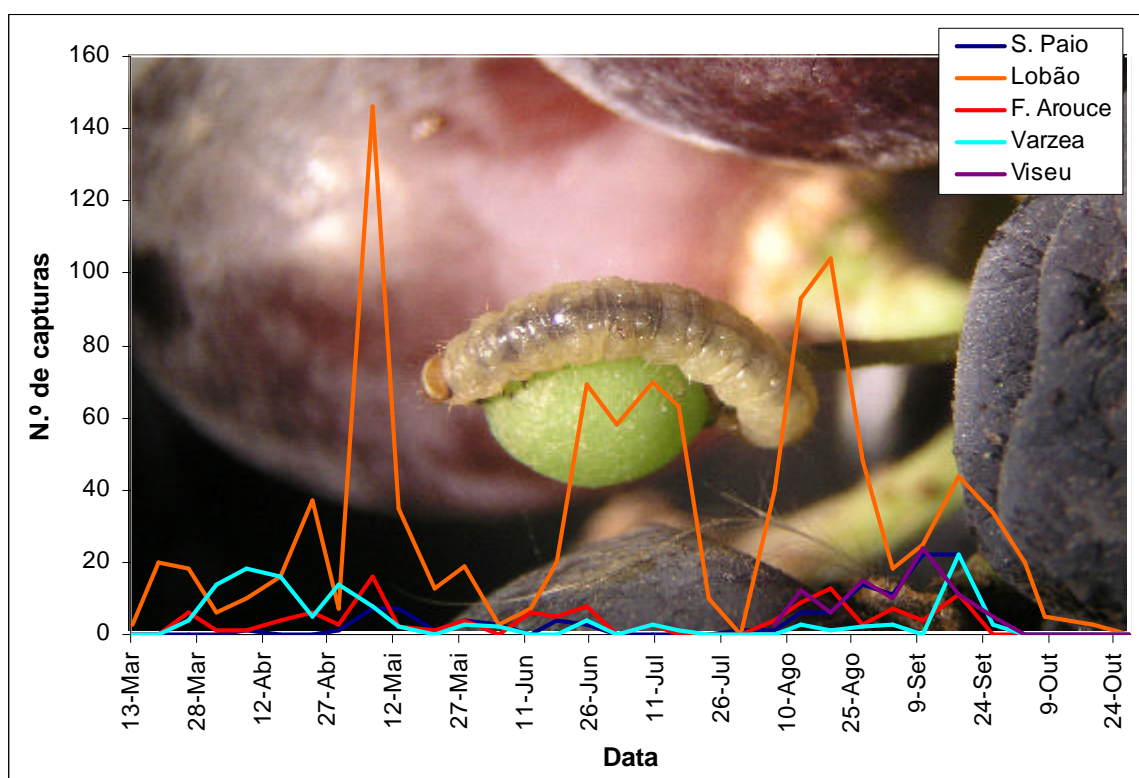 S. Paio
Lobão
F. Arouce
Varzea
Viseu
160
140
120
100
80
60
40
20
0
N.º de capturas
13-Mar
28-Mar
12-Abr
27-Abr
12-Mai
27-Mai
11-Jun
26-Jun
11-Jul
26-Jul
10-Ago
25-Ago
9-Set
24-Set
9-Out
24-Out
Data